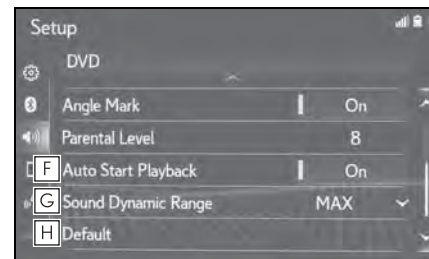 Setup
DVD
Angle Mark On
Parental Level 8
F Auto Start Playback On
G Sound Dynamic Range MAX
H Default